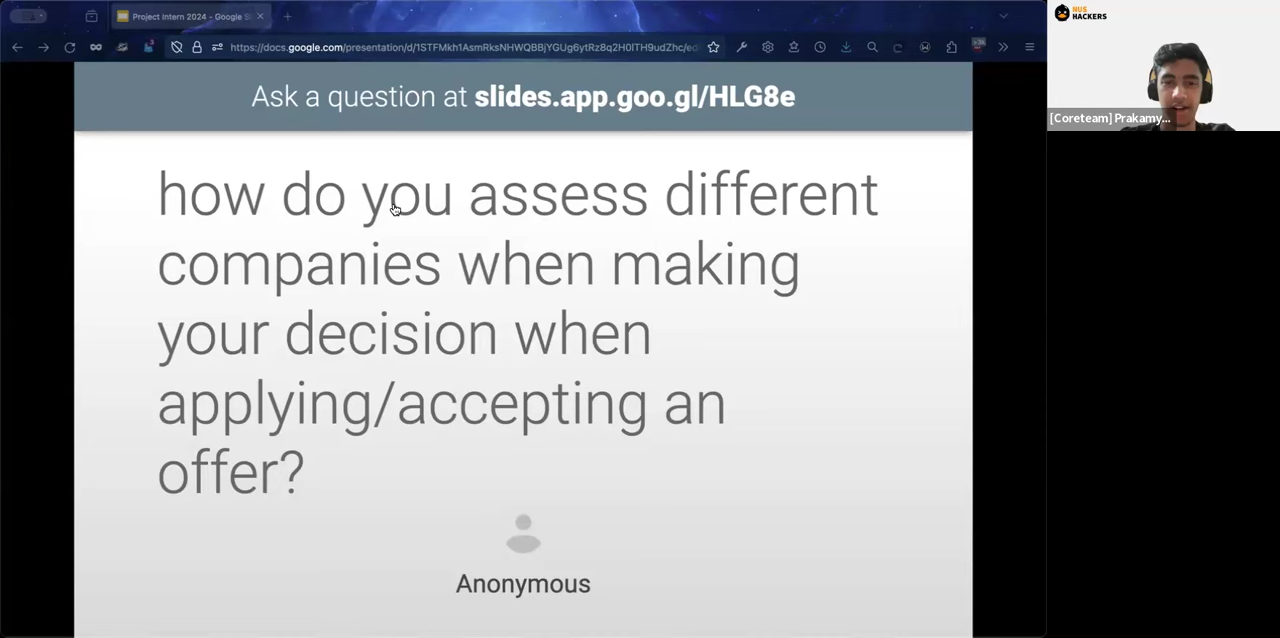 Project Intern 2024 - Google S
https://docs.google.com/presentation/d/1STFMkh1AsmRksNHWQBBjYGUg6ytRz8q2H0lTH9udZhc/ed
Ask a question at slides.app.goo.gl/HLG8e
how do you assess different
companies when making
your decision when
applying/accepting an
offer?
Anonymous
NUS
HACKERS
[Coreteam] Prakamy...